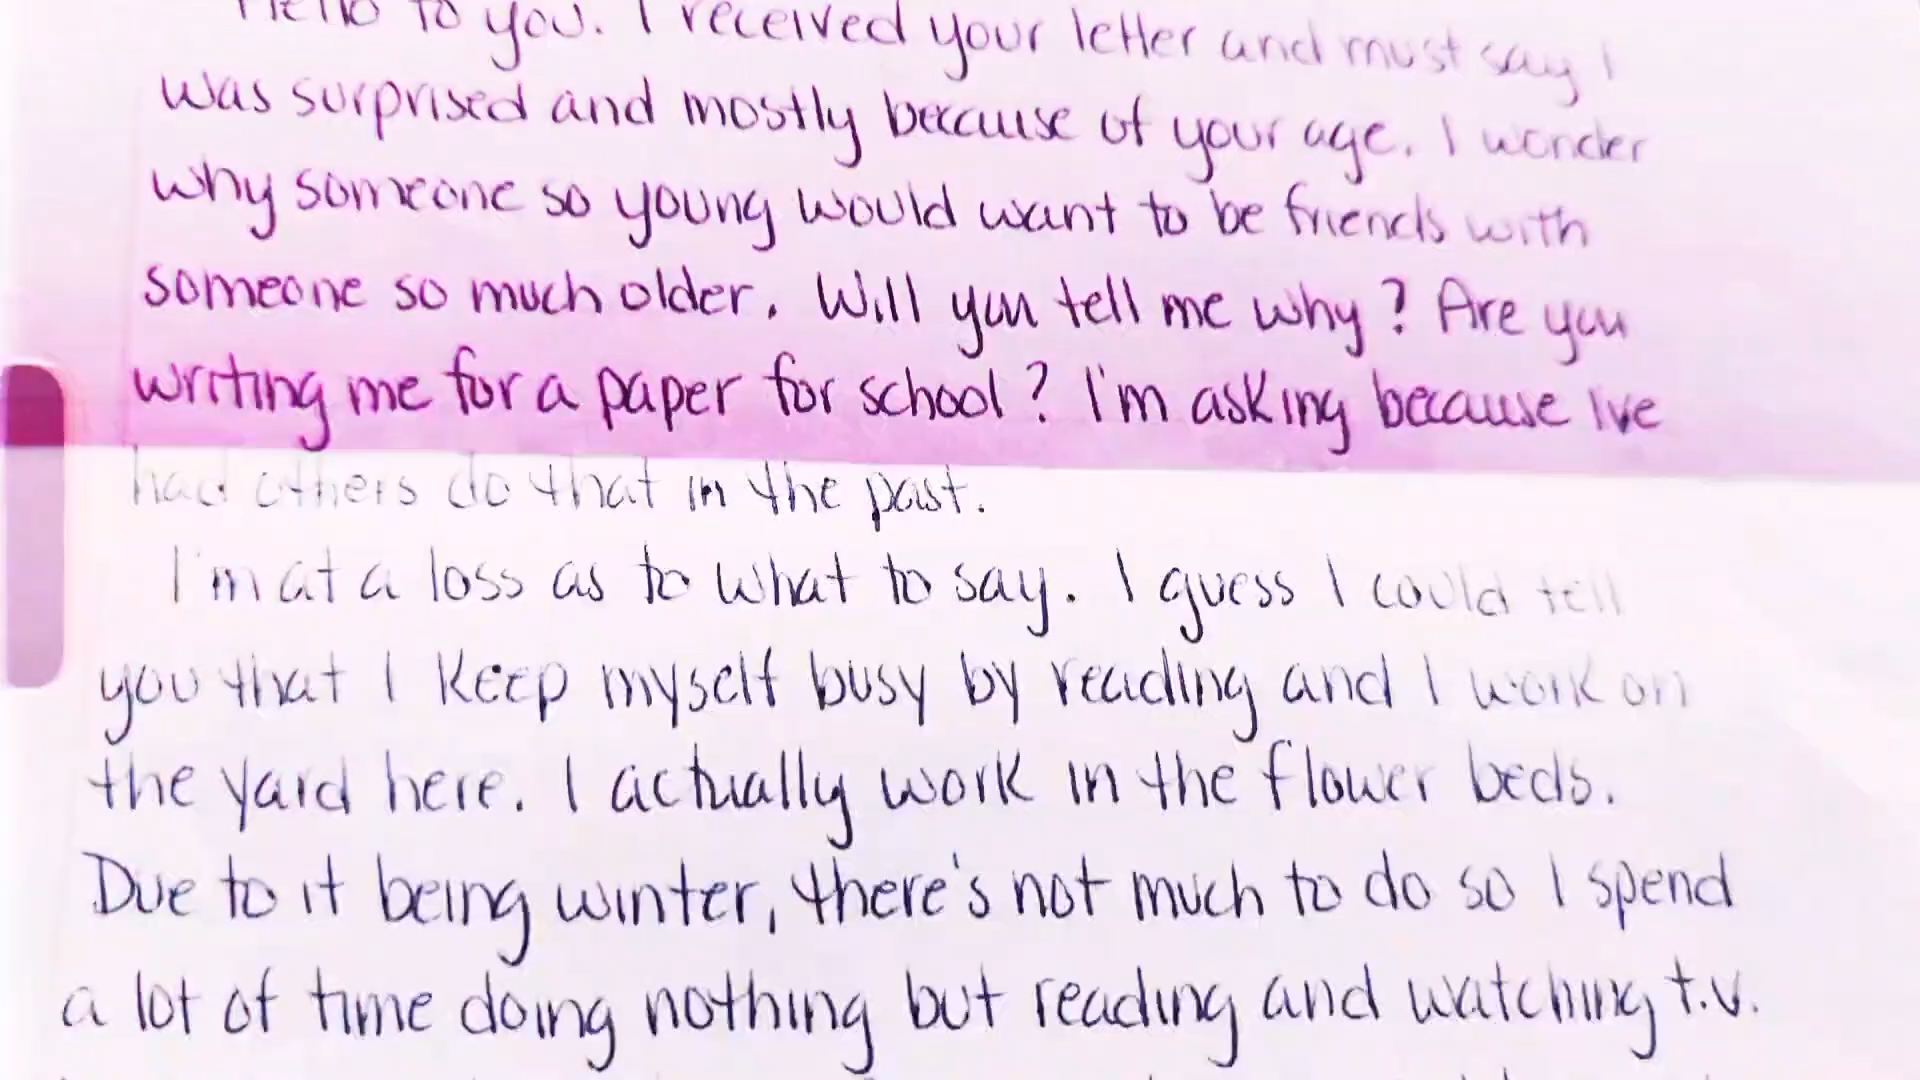 Hello to you. I received your letter and must say I
was surprised and mostly because of your age. I wonder
why someone so young would want to be friends with
someone so much older. Will you tell me why? Are you
writing me for a paper for school? I'm asking because Ive
had others do that in the past.
I'm at a loss as to what to say. I guess I could tell
you that I keep myself busy by reading and I work on
the yard here. I actually work in the flower beds.
Due to it being winter, there's not much to do so I spend
a lot of time doing nothing but reading and watching t.v.